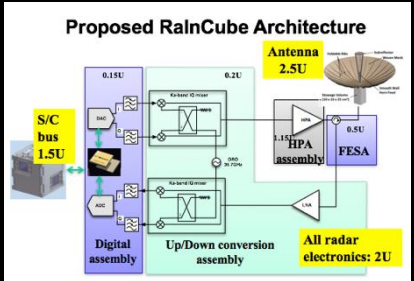 Proposed RaInCube Architecture
Antenna
2.5U
0.15U
0.2U
S/C
bus
1.5U
DAC
I
Q
Ka-band IQ mixer
HPA
1.15U
HPA
assembly
0.5U
FESA
DRO
Ka-band IQ mixer
ADC
I
Q
LNA
Digital
assembly
Up/Down conversion
assembly
All radar
electronics: 2U